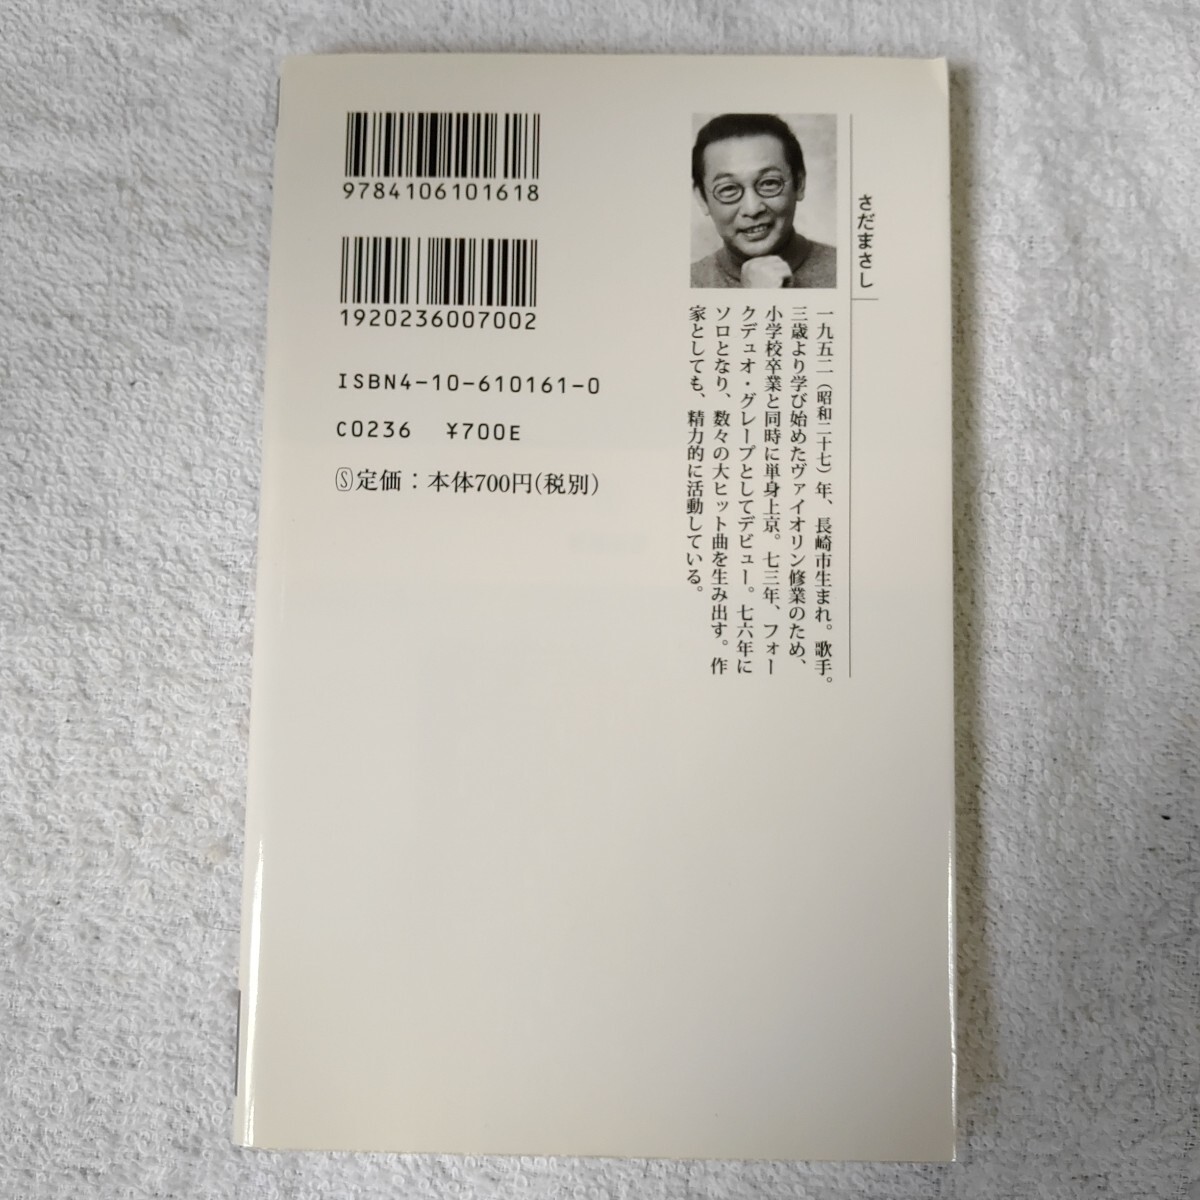 9784106101618
1920236007002
ISBN4-10-610161-0
C0236 ¥700E
Ⓢ定価：本体700円(税別)
さだまさし
一九五二（昭和二十七）年、長崎市生まれ。歌手。
三歳より学び始めたヴァイオリン修業のため、
小学校卒業と同時に単身上京。七三年、フォー
クデュオ・グレープとしてデビュー。七六年に
ソロとなり、数々の大ヒット曲を生み出す。作
家としても、精力的に活動している。